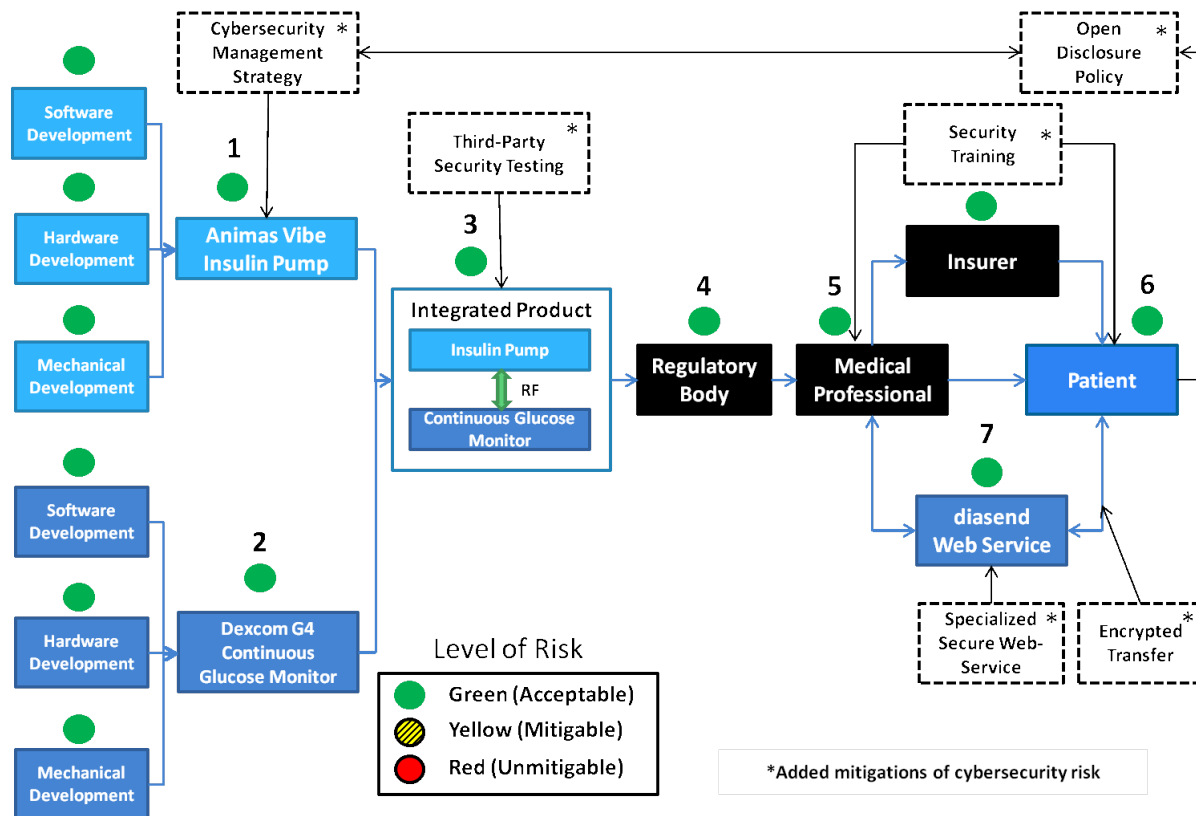 Cybersecurity *
Management
Strategy
Open *
Disclosure
Policy
Software
Development
1
Third-Party *
Security Testing
Security *
Training
Hardware
Development
Animas Vibe
Insulin Pump
3
Insurer
Mechanical
Development
Integrated Product
Insulin Pump
RF
Continuous Glucose
Monitor
4
Regulatory
Body
5
Medical
Professional
6
Patient
7
diasend
Web Service
Software
Development
2
Hardware
Development
Dexcom G4
Continuous
Glucose Monitor
Specialized *
Secure Web-
Service
Encrypted *
Transfer
Mechanical
Development
Level of Risk
Green (Acceptable)
Yellow (Mitigable)
Red (Unmitigable)
*Added mitigations of cybersecurity risk